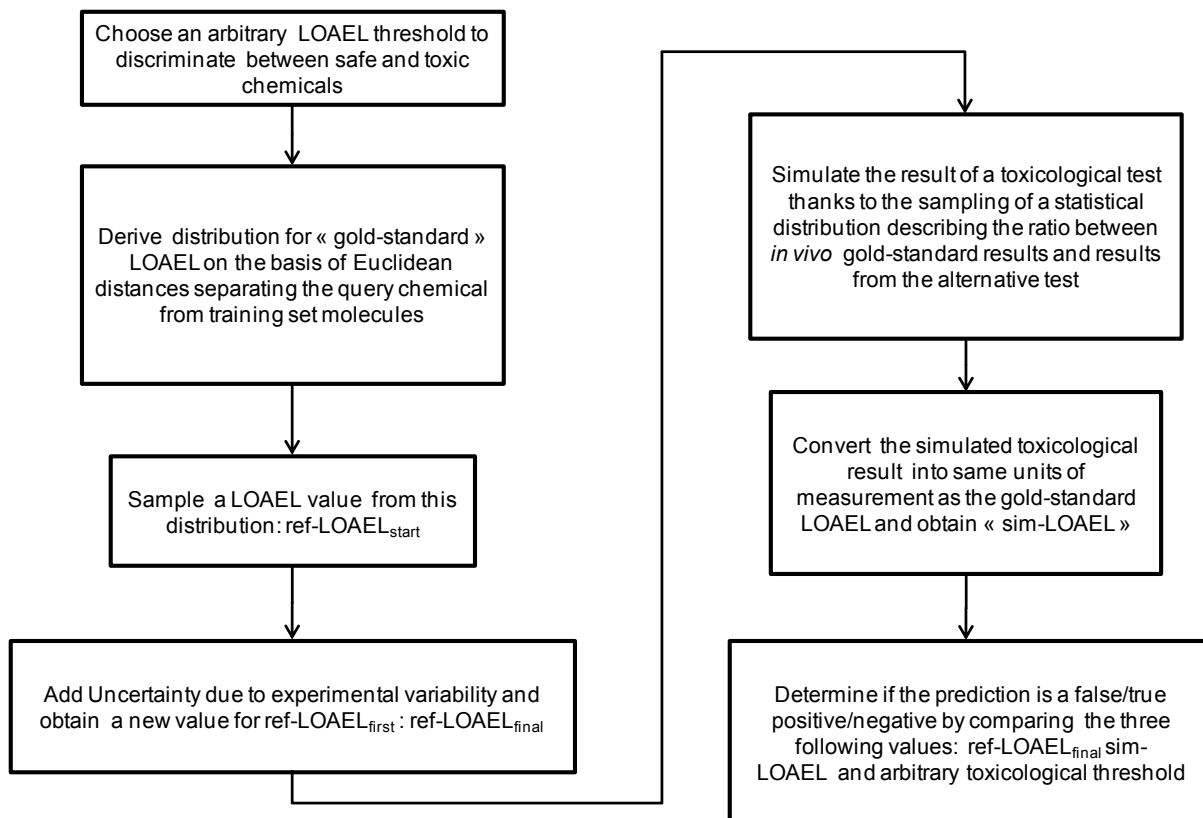 Choose an arbitrary LOAEL threshold to
discriminate between safe and toxic
chemicals
Derive distribution for « gold-standard »
LOAEL on the basis of Euclidean
distances separating the query chemical
from training set molecules
Sample a LOAEL value from this
distribution: ref-LOAELstart
Add Uncertainty due to experimental variability and
obtain a new value for ref-LOAELfirst : ref-LOAELfinal
Simulate the result of a toxicological test
thanks to the sampling of a statistical
distribution describing the ratio between
in vivo gold-standard results and results
from the alternative test
Convert the simulated toxicological
result into same units of
measurement as the gold-standard
LOAEL and obtain « sim-LOAEL »
Determine if the prediction is a false/true
positive/negative by comparing the three
following values: ref-LOAELfinal sim-
LOAEL and arbitrary toxicological threshold